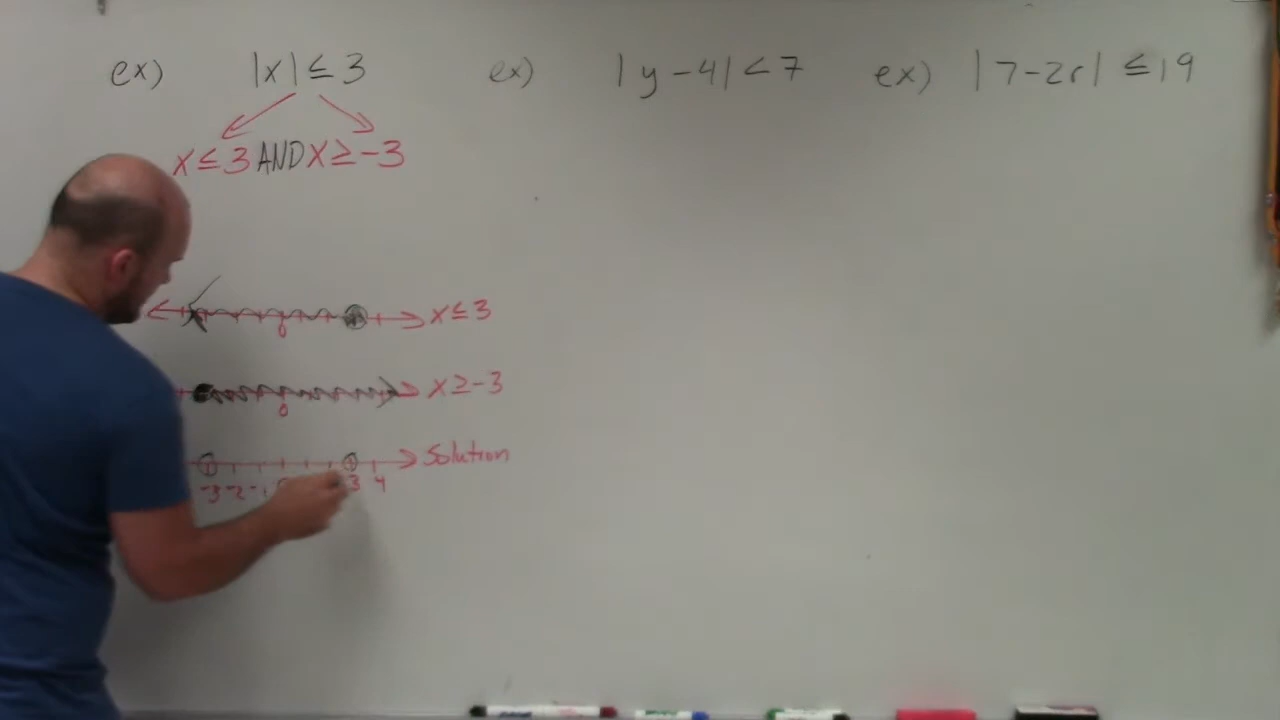 ex) |x| ≤ 3
ex) |y-4| < 7
ex) |7-2r| ≤ 19
x ≤ 3 AND x ≥ -3
0
x ≤ 3
0
x ≥ -3
Solution
-3 -2 -1 3 4